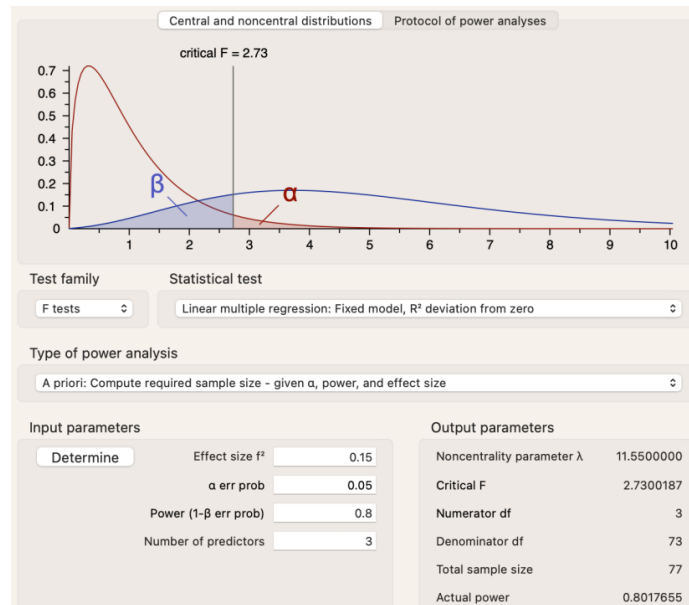 Central and noncentral distributions Protocol of power analyses
critical F = 2.73
0.7
0.6
0.5
0.4
0.3
0.2
0.1
0
β
α
1 2 3 4 5 6 7 8 9 10
Test family Statistical test
F tests Linear multiple regression: Fixed model, R² deviation from zero
Type of power analysis
A priori: Compute required sample size - given α, power, and effect size
Input parameters Output parameters
Determine Effect size f² 0.15 Noncentrality parameter λ 11.5500000
α err prob 0.05 Critical F 2.7300187
Power (1-β err prob) 0.8 Numerator df 3
Number of predictors 3 Denominator df 73
Total sample size 77
Actual power 0.8017655